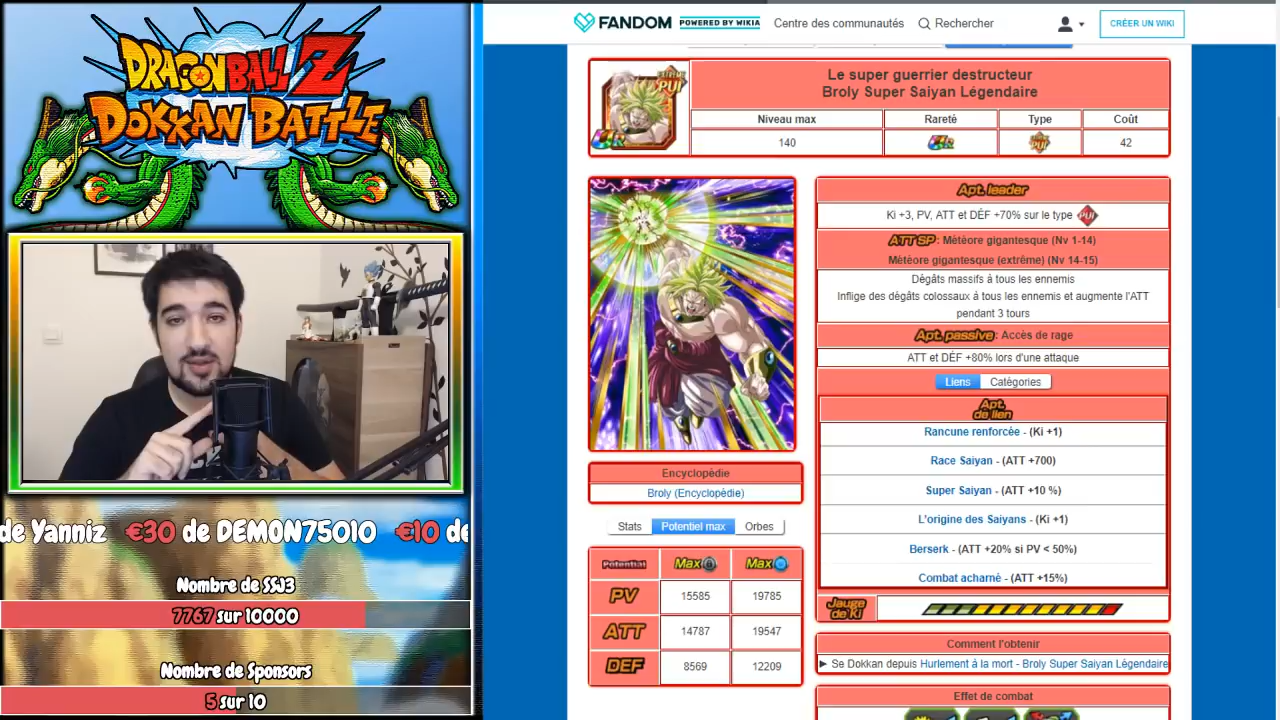 DRAGON BALL Z
DOKKAN BATTLE
de Yanniz €30 de DEMON75010 €10 de
Nombre de SSJ3
7767 sur 10000
Nombre de Sponsors
5 sur 10
FANDOM POWERED BY WIKIA Centre des communautés Rechercher CRÉER UN WIKI
EXTRÊME PUI
Le super guerrier destructeur
Broly Super Saiyan Légendaire
Niveau max Rareté Type Coût
140 LR PUI 42
Apt. leader
Ki +3, PV, ATT et DÉF +70% sur le type PUI
ATT SP: Météore gigantesque (Nv 1-14)
Météore gigantesque (extrême) (Nv 14-15)
Dégâts massifs à tous les ennemis
Inflige des dégâts colossaux à tous les ennemis et augmente l'ATT
pendant 3 tours
Apt. passive: Accès de rage
ATT et DÉF +80% lors d'une attaque
Liens Catégories
Apt.
de lien
Rancune renforcée - (Ki +1)
Race Saiyan - (ATT +700)
Super Saiyan - (ATT +10 %)
L'origine des Saiyans - (Ki +1)
Berserk - (ATT +20% si PV < 50%)
Combat acharné - (ATT +15%)
Jauge
de Ki
Comment l'obtenir
▶ Se Dokkan depuis Hurlement à la mort - Broly Super Saiyan Légendaire
Effet de combat
Encyclopédie
Broly (Encyclopédie)
Stats Potentiel max Orbes
Potential Max Max
PV 15585 19785
ATT 14787 19547
DEF 8569 12209